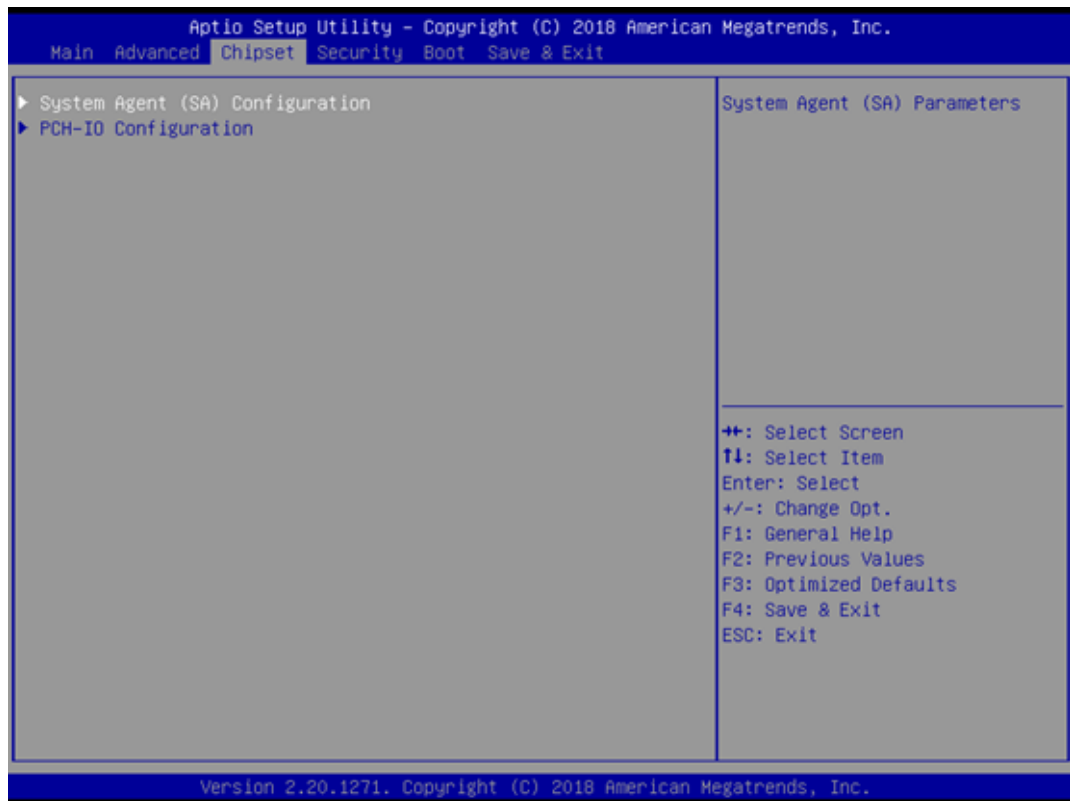 Aptio Setup Utility – Copyright (C) 2018 American Megatrends, Inc.
Main Advanced Chipset Security Boot Save & Exit
System Agent (SA) Configuration
PCH-IO Configuration
System Agent (SA) Parameters
→←: Select Screen
↑↓: Select Item
Enter: Select
+/-: Change Opt.
F1: General Help
F2: Previous Values
F3: Optimized Defaults
F4: Save & Exit
ESC: Exit
Version 2.20.1271. Copyright (C) 2018 American Megatrends, Inc.